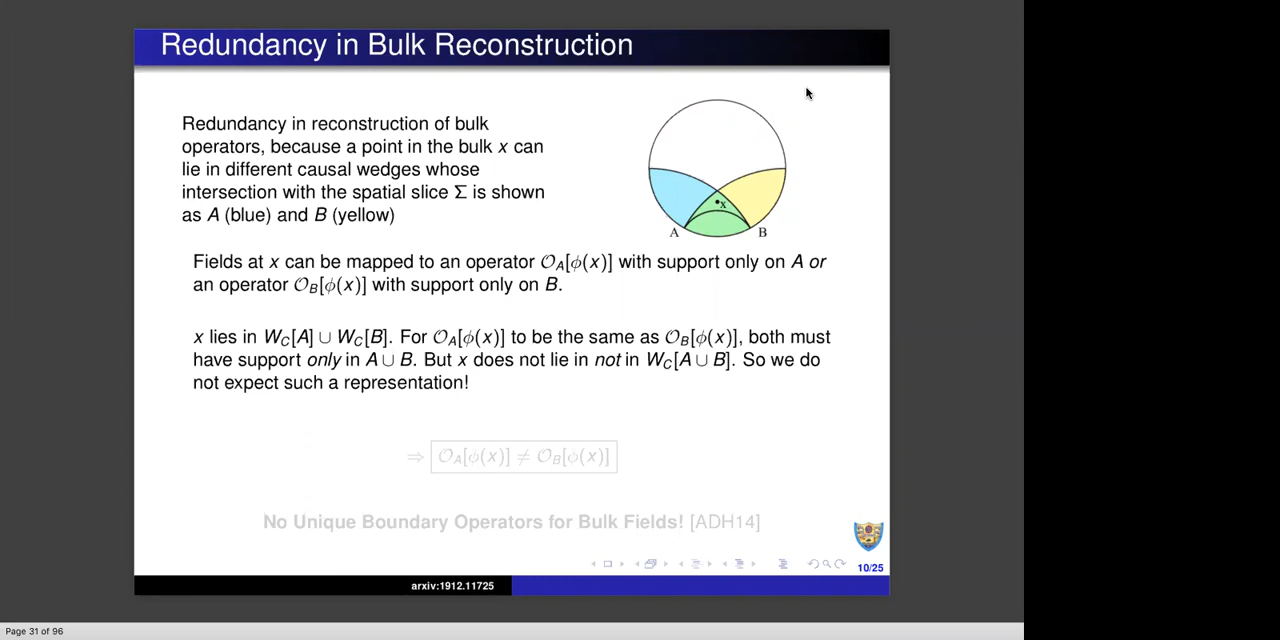 Redundancy in Bulk Reconstruction
Redundancy in reconstruction of bulk
operators, because a point in the bulk x can
lie in different causal wedges whose
intersection with the spatial slice Σ is shown
as A (blue) and B (yellow)
x
A
B
Fields at x can be mapped to an operator 𝒪_A[ϕ(x)] with support only on A or
an operator 𝒪_B[ϕ(x)] with support only on B.
x lies in W_C[A] ∪ W_C[B]. For 𝒪_A[ϕ(x)] to be the same as 𝒪_B[ϕ(x)], both must
have support only in A ∪ B. But x does not lie in not in W_C[A ∪ B]. So we do
not expect such a representation!
⇒ 𝒪_A[ϕ(x)] ≠ 𝒪_B[ϕ(x)]
No Unique Boundary Operators for Bulk Fields! [ADH14]
10/25
arxiv:1912.11725
Page 31 of 96